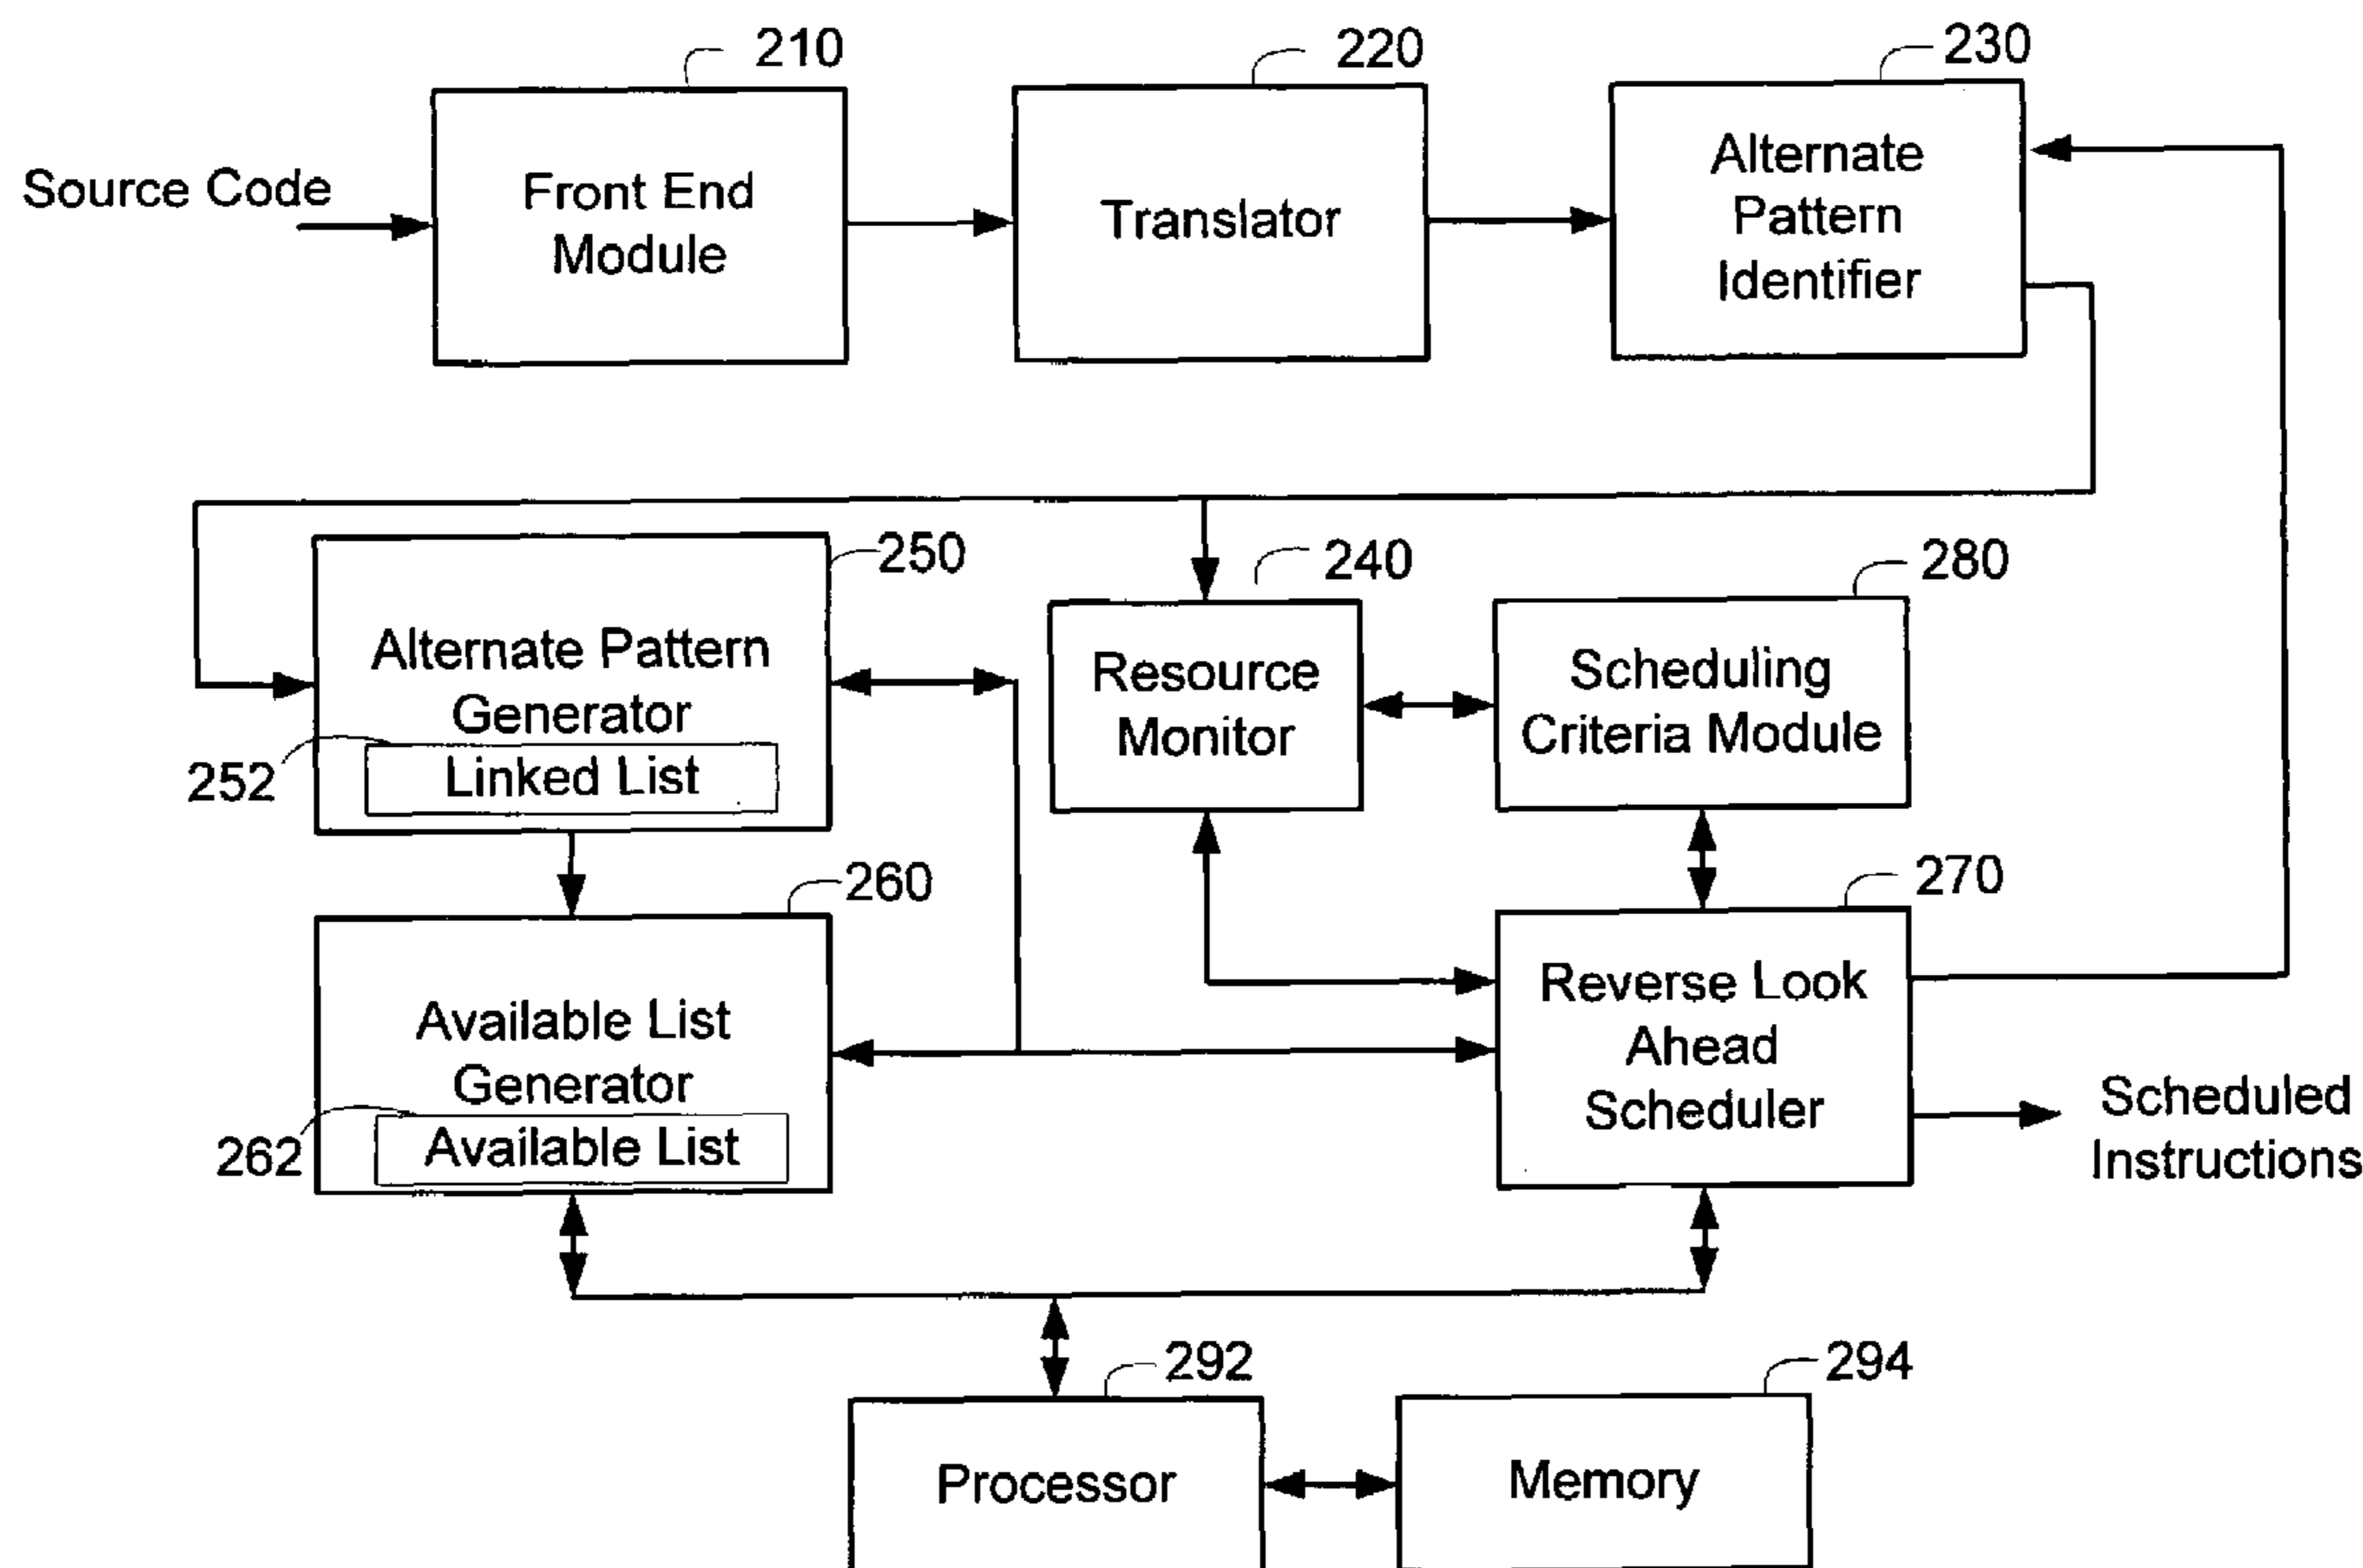 210
220
230
Source Code
Front End
Module
Translator
Alternate
Pattern
Identifier
250
240
280
Alternate Pattern
Generator
252
Linked List
Resource
Monitor
Scheduling
Criteria Module
260
270
Available List
Generator
262
Available List
Reverse Look
Ahead
Scheduler
Scheduled
Instructions
292
294
Processor
Memory